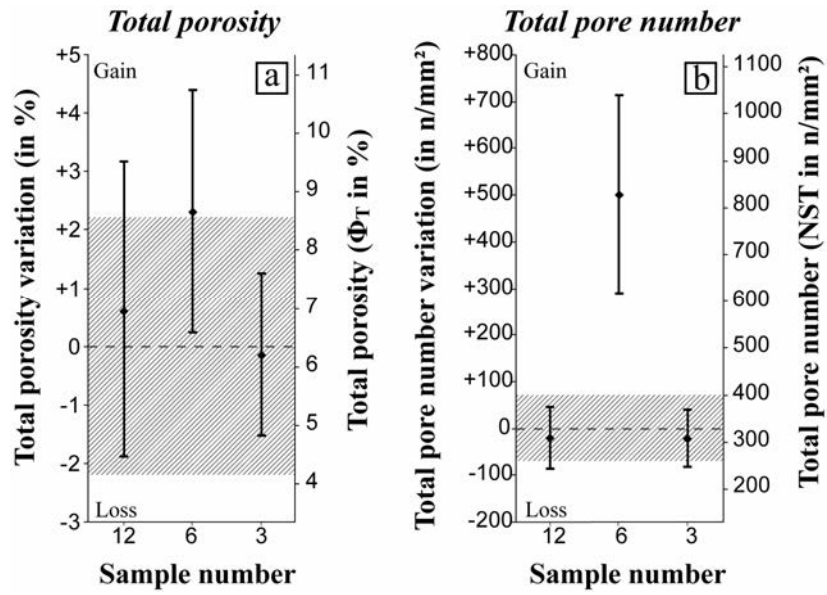 Total porosity
Total porosity variation (in %)
+5
+4
+3
+2
+1
0
-1
-2
-3
Gain
a
Loss
11
10
9
8
7
6
5
4
Total porosity (ΦT in %)
12 6 3
Sample number
Total pore number
Total pore number variation (in n/mm²)
+800
+700
+600
+500
+400
+300
+200
+100
0
-100
-200
Gain
b
Loss
1100
1000
900
800
700
600
500
400
300
200
Total pore number (NST in n/mm²)
12 6 3
Sample number